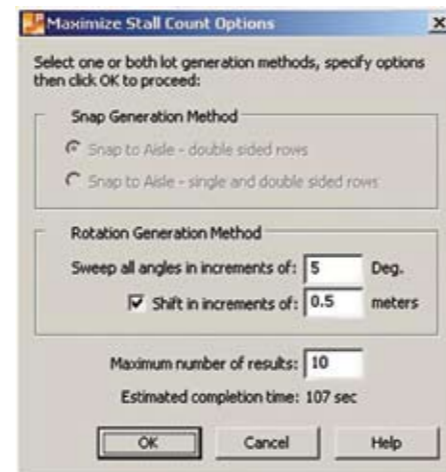 Maximize Stall Count Options
Select one or both lot generation methods, specify options
then click OK to proceed:
Snap Generation Method
Snap to Aisle - double sided rows
Snap to Aisle - single and double sided rows
Rotation Generation Method
Sweep all angles in increments of: 5 Deg.
Shift in increments of: 0.5 meters
Maximum number of results: 10
Estimated completion time: 107 sec
OK Cancel Help